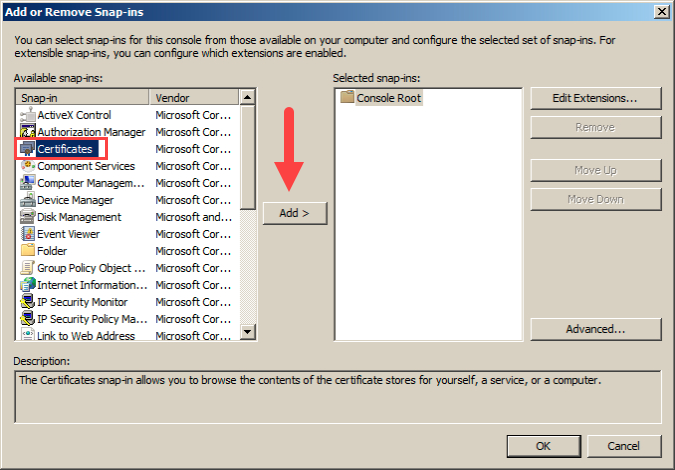 Add or Remove Snap-ins
You can select snap-ins for this console from those available on your computer and configure the selected set of snap-ins. For
extensible snap-ins, you can configure which extensions are enabled.
Available snap-ins:
Selected snap-ins:
Snap-in Vendor
ActiveX Control Microsoft Cor...
Authorization Manager Microsoft Cor...
Certificates Microsoft Cor...
Component Services Microsoft Cor...
Computer Managem... Microsoft Cor...
Device Manager Microsoft Cor...
Disk Management Microsoft and...
Event Viewer Microsoft Cor...
Folder Microsoft Cor...
Group Policy Object ... Microsoft Cor...
Internet Information... Microsoft Cor...
IP Security Monitor Microsoft Cor...
IP Security Policy Ma... Microsoft Cor...
Link to Web Address Microsoft Cor...
Add >
Console Root
Edit Extensions...
Remove
Move Up
Move Down
Advanced...
Description:
The Certificates snap-in allows you to browse the contents of the certificate stores for yourself, a service, or a computer.
OK
Cancel